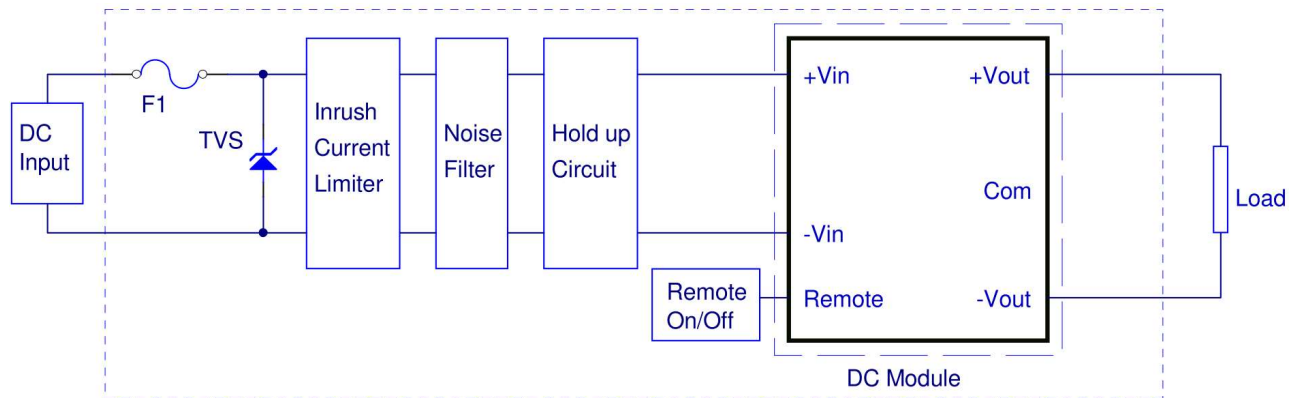 DC
Input
F1
TVS
Inrush
Current
Limiter
Noise
Filter
Hold up
Circuit
Remote
On/Off
+Vin
-Vin
Remote
+Vout
Com
-Vout
DC Module
Load